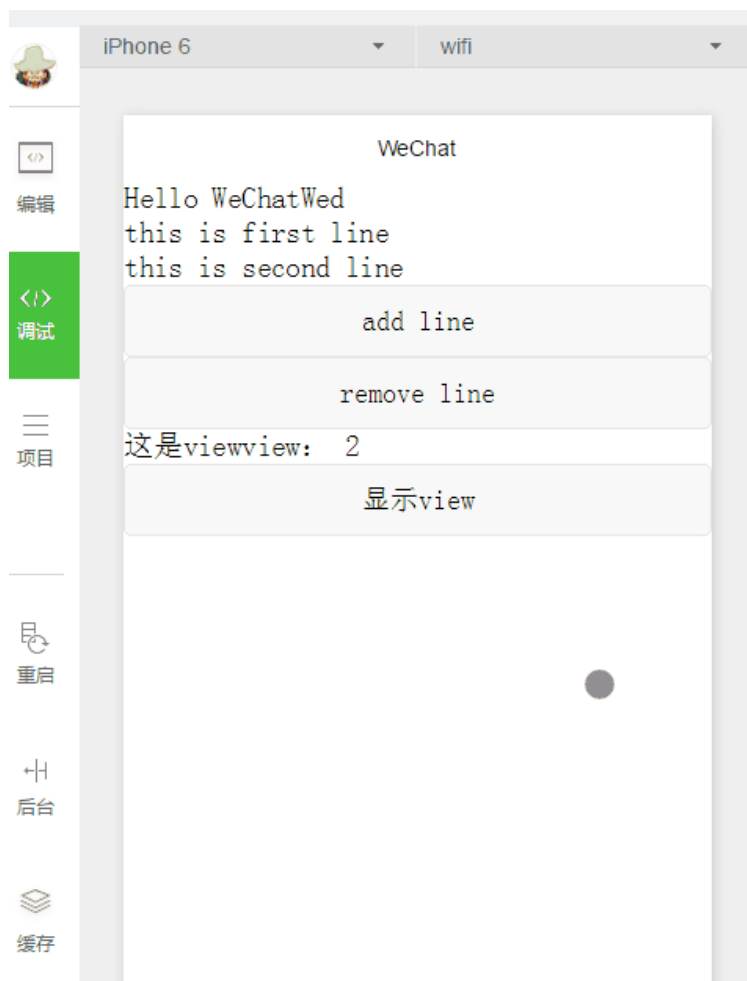 iPhone 6
wifi
编辑
调试
项目
重启
后台
缓存
WeChat
Hello WeChatWed
this is first line
this is second line
add line
remove line
这是viewview： 2
显示view